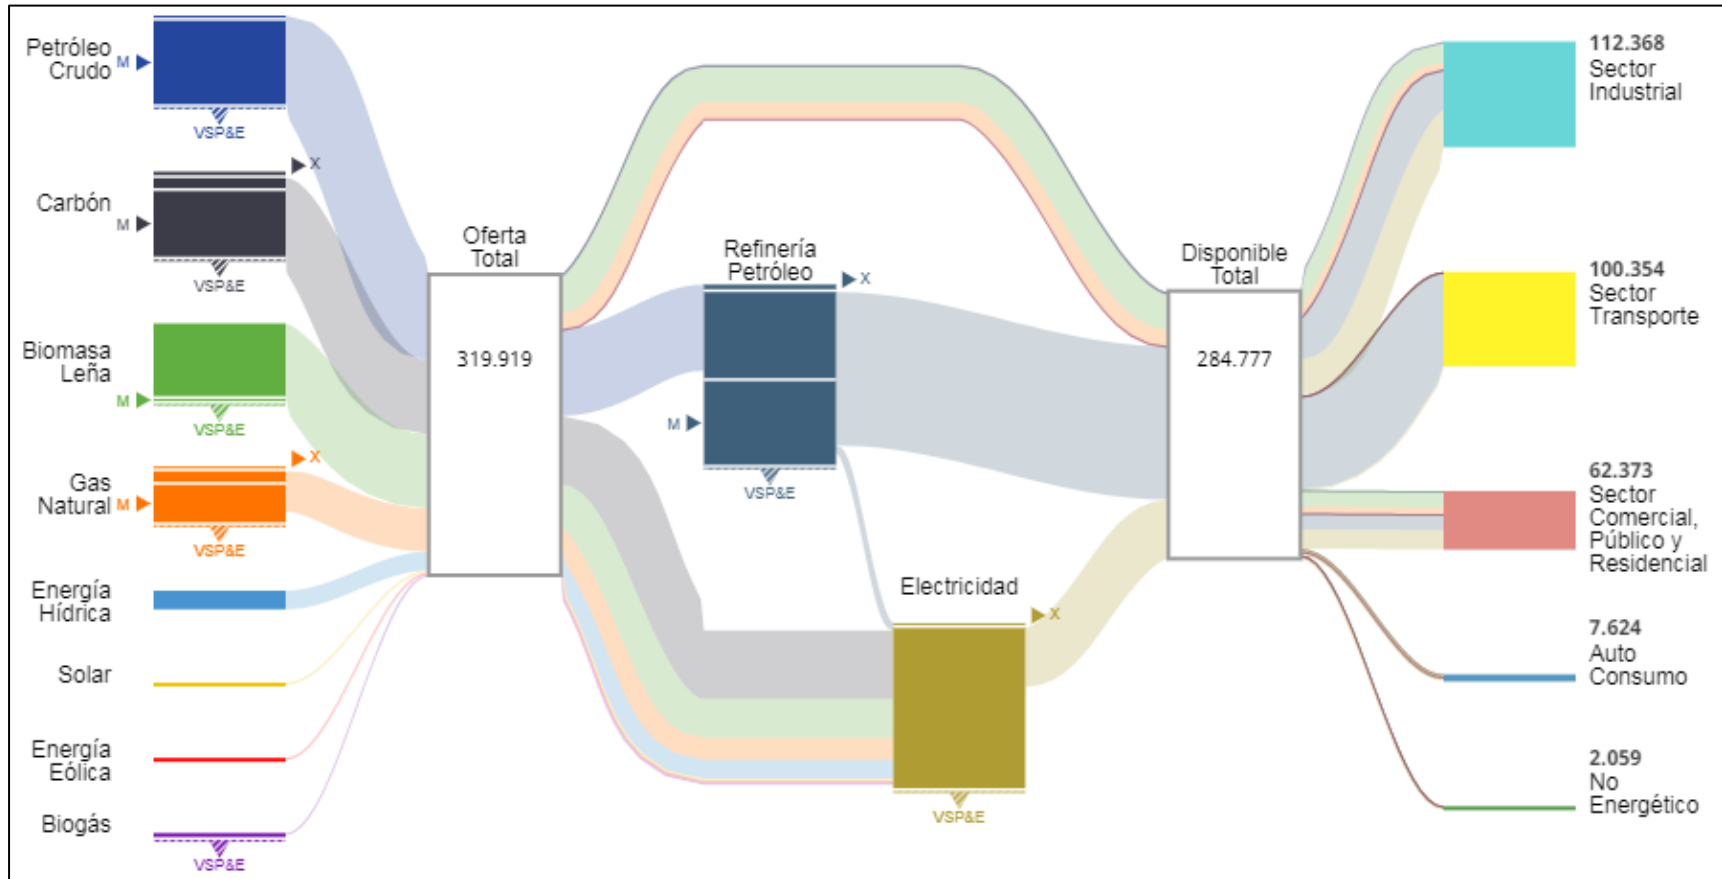 Petróleo
Crudo
M
VSP&E
X
Carbón
M
VSP&E
Biomasa
Leña
M
VSP&E
X
Gas
Natural
M
VSP&E
Energía
Hídrica
Solar
Energía
Eólica
Biogás
VSP&E
Oferta
Total
319.919
Refinería
Petróleo
X
M
VSP&E
Electricidad
X
VSP&E
Disponible
Total
284.777
112.368
Sector
Industrial
100.354
Sector
Transporte
62.373
Sector
Comercial,
Público y
Residencial
7.624
Auto
Consumo
2.059
No
Energético